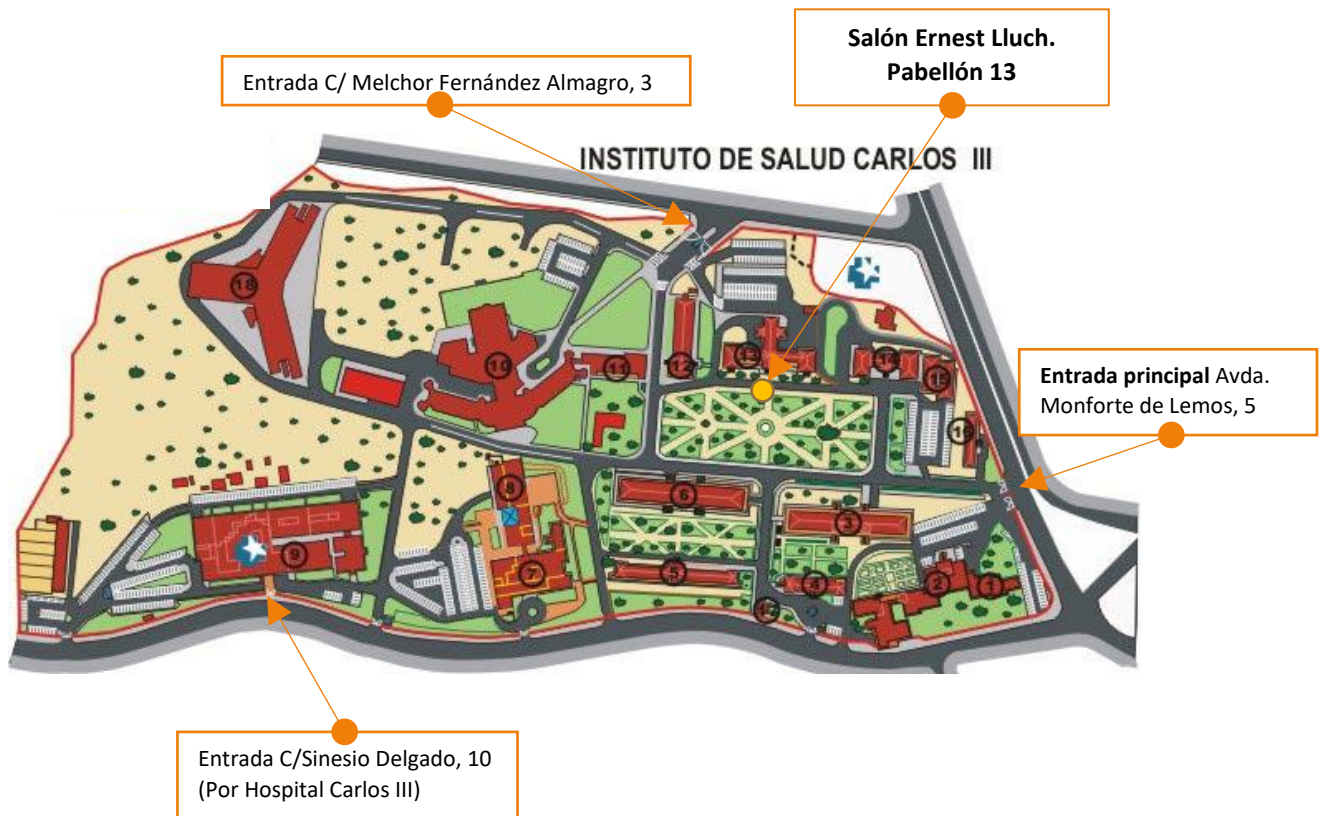 Salón Ernest Lluch.
Pabellón 13
Entrada C/ Melchor Fernández Almagro, 3
INSTITUTO DE SALUD CARLOS III
18
10
11
12
13
14
15
16
Entrada principal Avda.
Monforte de Lemos, 5
8
6
3
9
7
5
4
2
1
17
Entrada C/Sinesio Delgado, 10
(Por Hospital Carlos III)